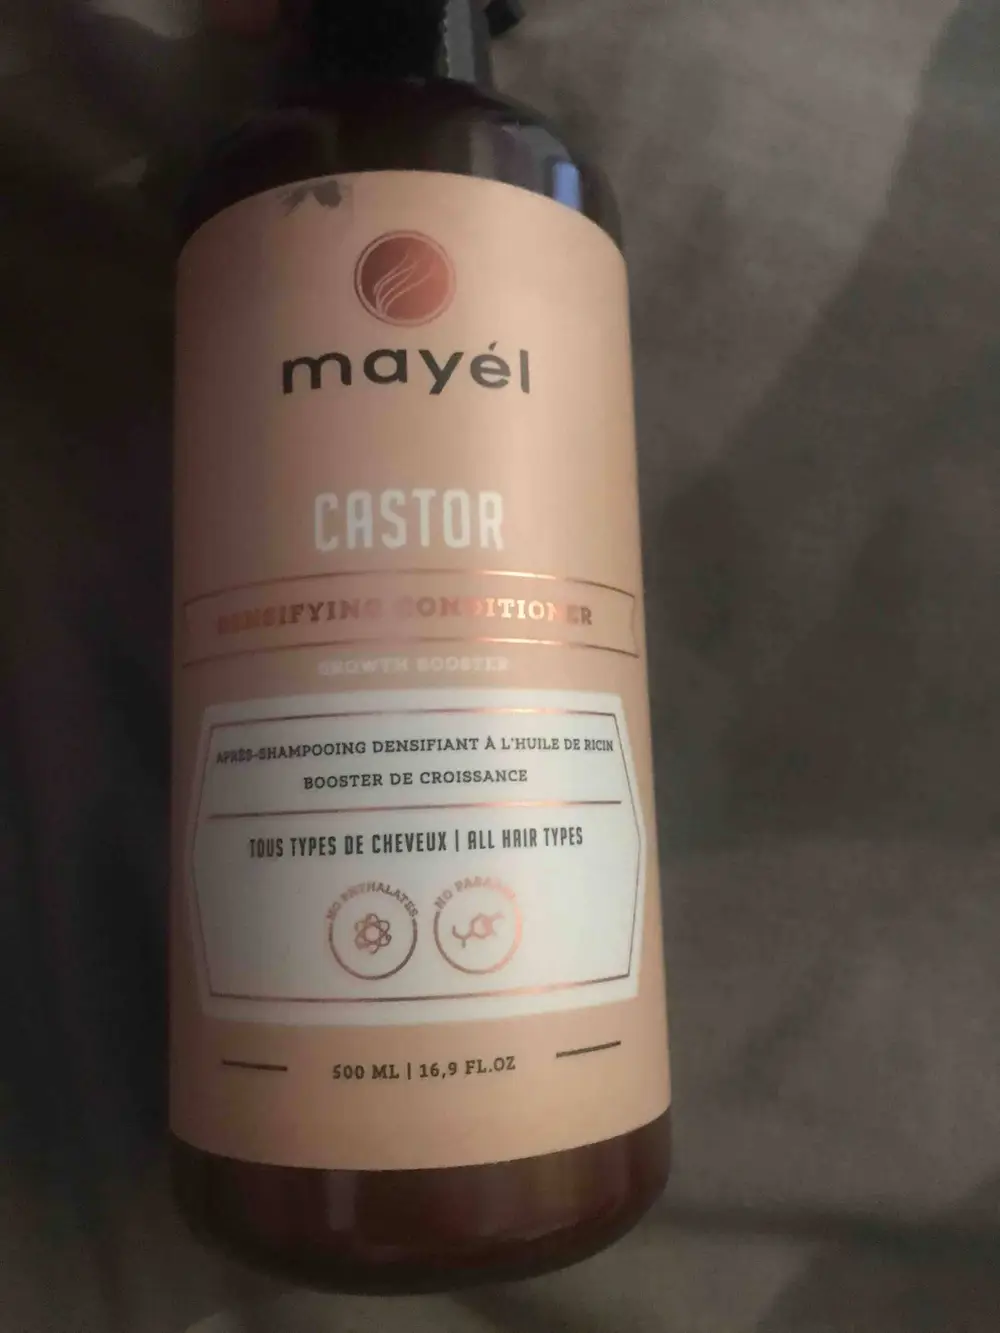 mayél
CASTOR
DENSIFYING CONDITIONER
GROWTH BOOSTER
APRÈS-SHAMPOOING DENSIFIANT À L'HUILE DE RICIN
BOOSTER DE CROISSANCE
TOUS TYPES DE CHEVEUX | ALL HAIR TYPES
NO PHTHALATES
NO PARABENS
500 ML | 16,9 FL.OZ